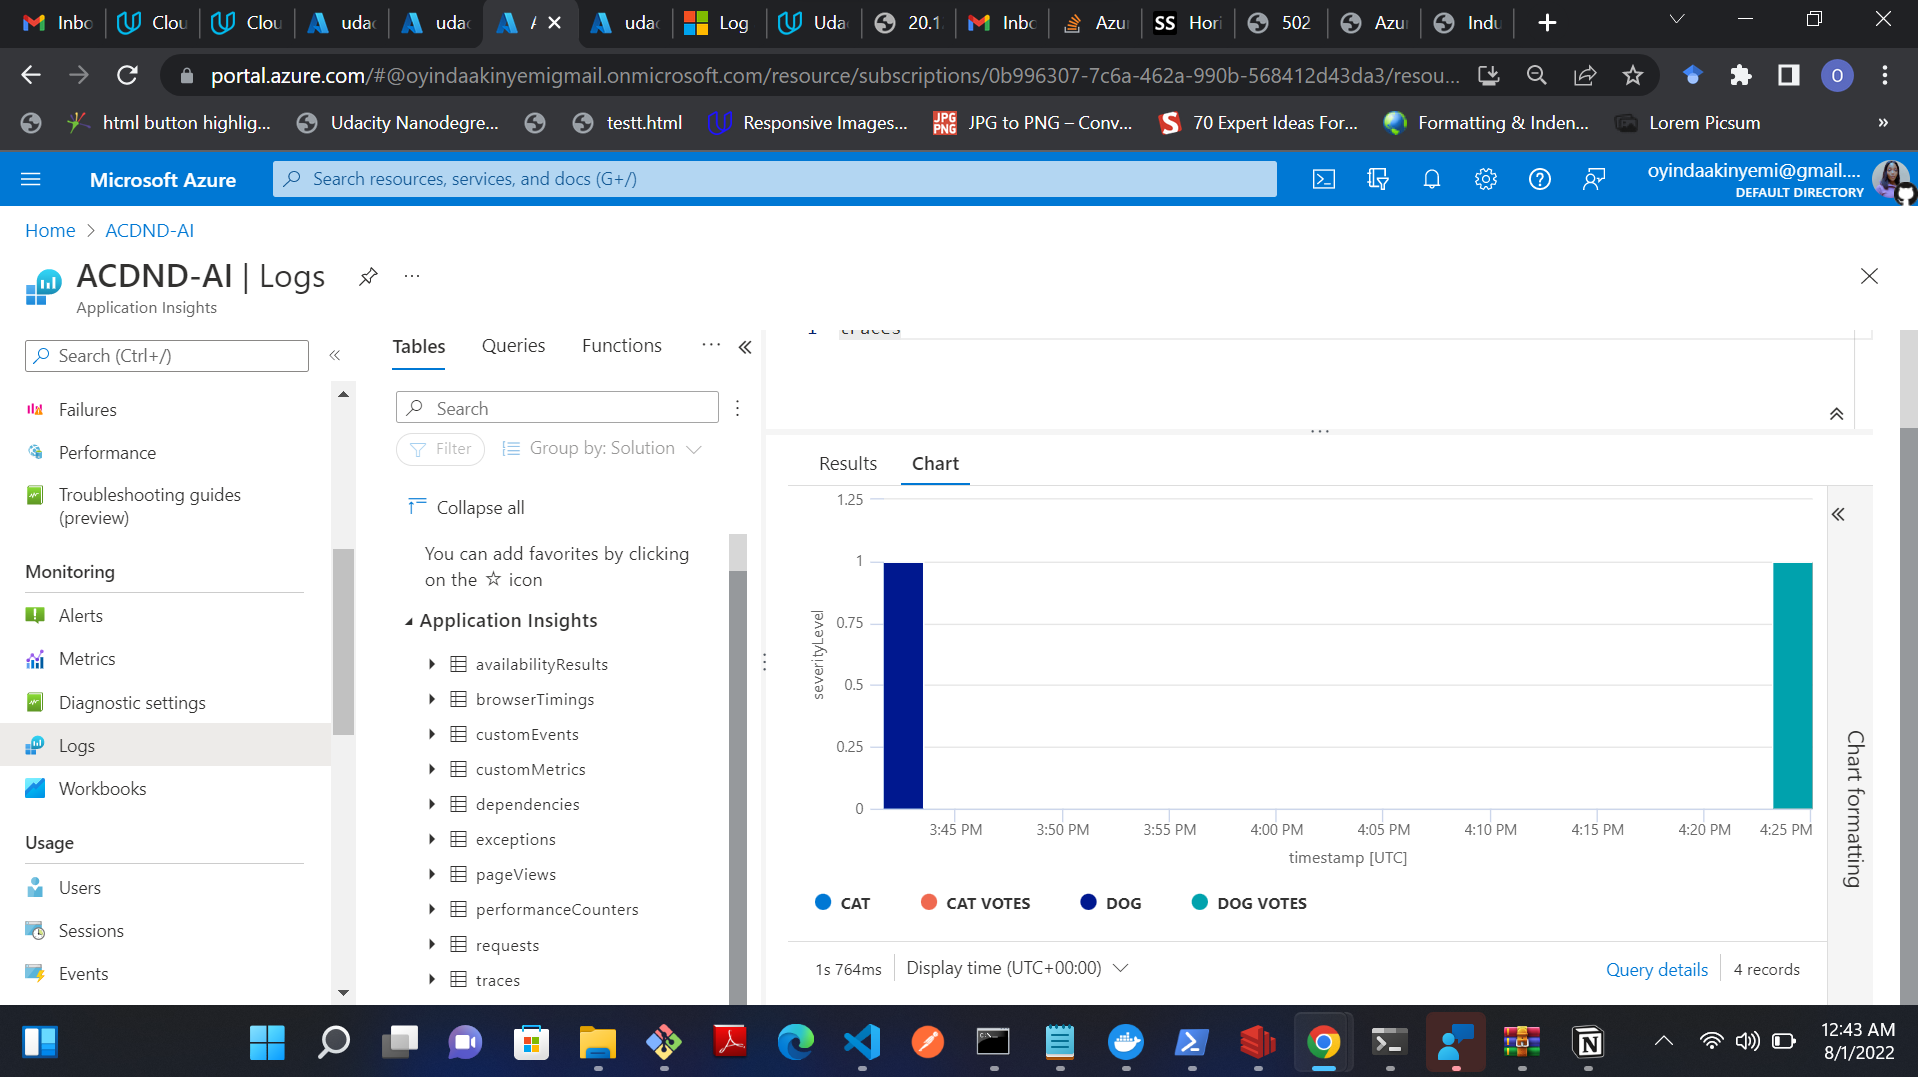 Inbo
Clou
Clou
udac
udac
A
udac
Log
Udac
20.12
Inbo
Azur
SS Hori
502
Azur
Indu
portal.azure.com/#@oyindaakinyemigmail.onmicrosoft.com/resource/subscriptions/0b996307-7c6a-462a-990b-568412d43da3/resou...
O
html button highlig...
Udacity Nanodegre...
testt.html
Responsive Images...
JPG PNG JPG to PNG – Conv...
S 70 Expert Ideas For...
Formatting & Inden...
Lorem Picsum
»
Microsoft Azure
Search resources, services, and docs (G+/)
oyindaakinyemi@gmail....
DEFAULT DIRECTORY
Home > ACDND-AI
ACDND-AI | Logs
...
Application Insights
Search (Ctrl+/)
«
Failures
Performance
Troubleshooting guides
(preview)
Monitoring
Alerts
Metrics
Diagnostic settings
Logs
Workbooks
Usage
Users
Sessions
Events
Tables
Queries
Functions
...
«
Search
Filter
Group by: Solution
Collapse all
You can add favorites by clicking
on the ☆ icon
Application Insights
availabilityResults
browserTimings
customEvents
customMetrics
dependencies
exceptions
pageViews
performanceCounters
requests
traces
1 traces
Results
Chart
1.25
1
0.75
0.5
0.25
0
severityLevel
3:45 PM
3:50 PM
3:55 PM
4:00 PM
4:05 PM
4:10 PM
4:15 PM
4:20 PM
4:25 PM
timestamp [UTC]
CAT
CAT VOTES
DOG
DOG VOTES
«
Chart formatting
1s 764ms
Display time (UTC+00:00)
Query details
4 records
12:43 AM
8/1/2022